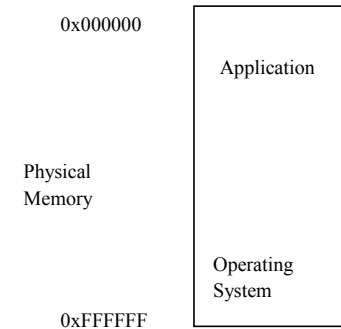 0x000000
Application
Physical
Memory
Operating
System
0xFFFFFF